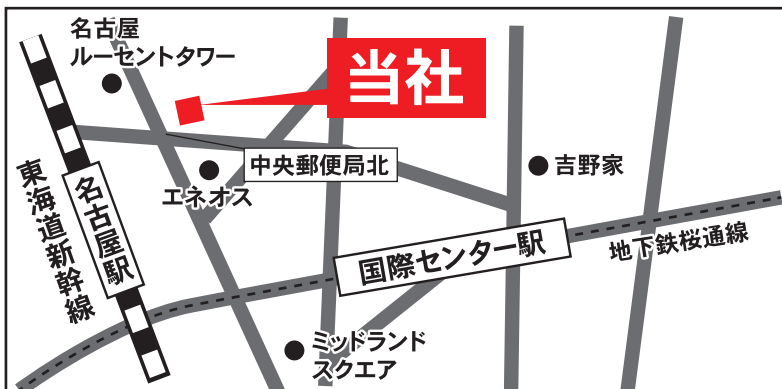 名古屋
ルーセントタワー
当社
中央郵便局北
吉野家
エネオス
東海道新幹線
名古屋駅
国際センター駅
地下鉄桜通線
ミッドランド
スクエア